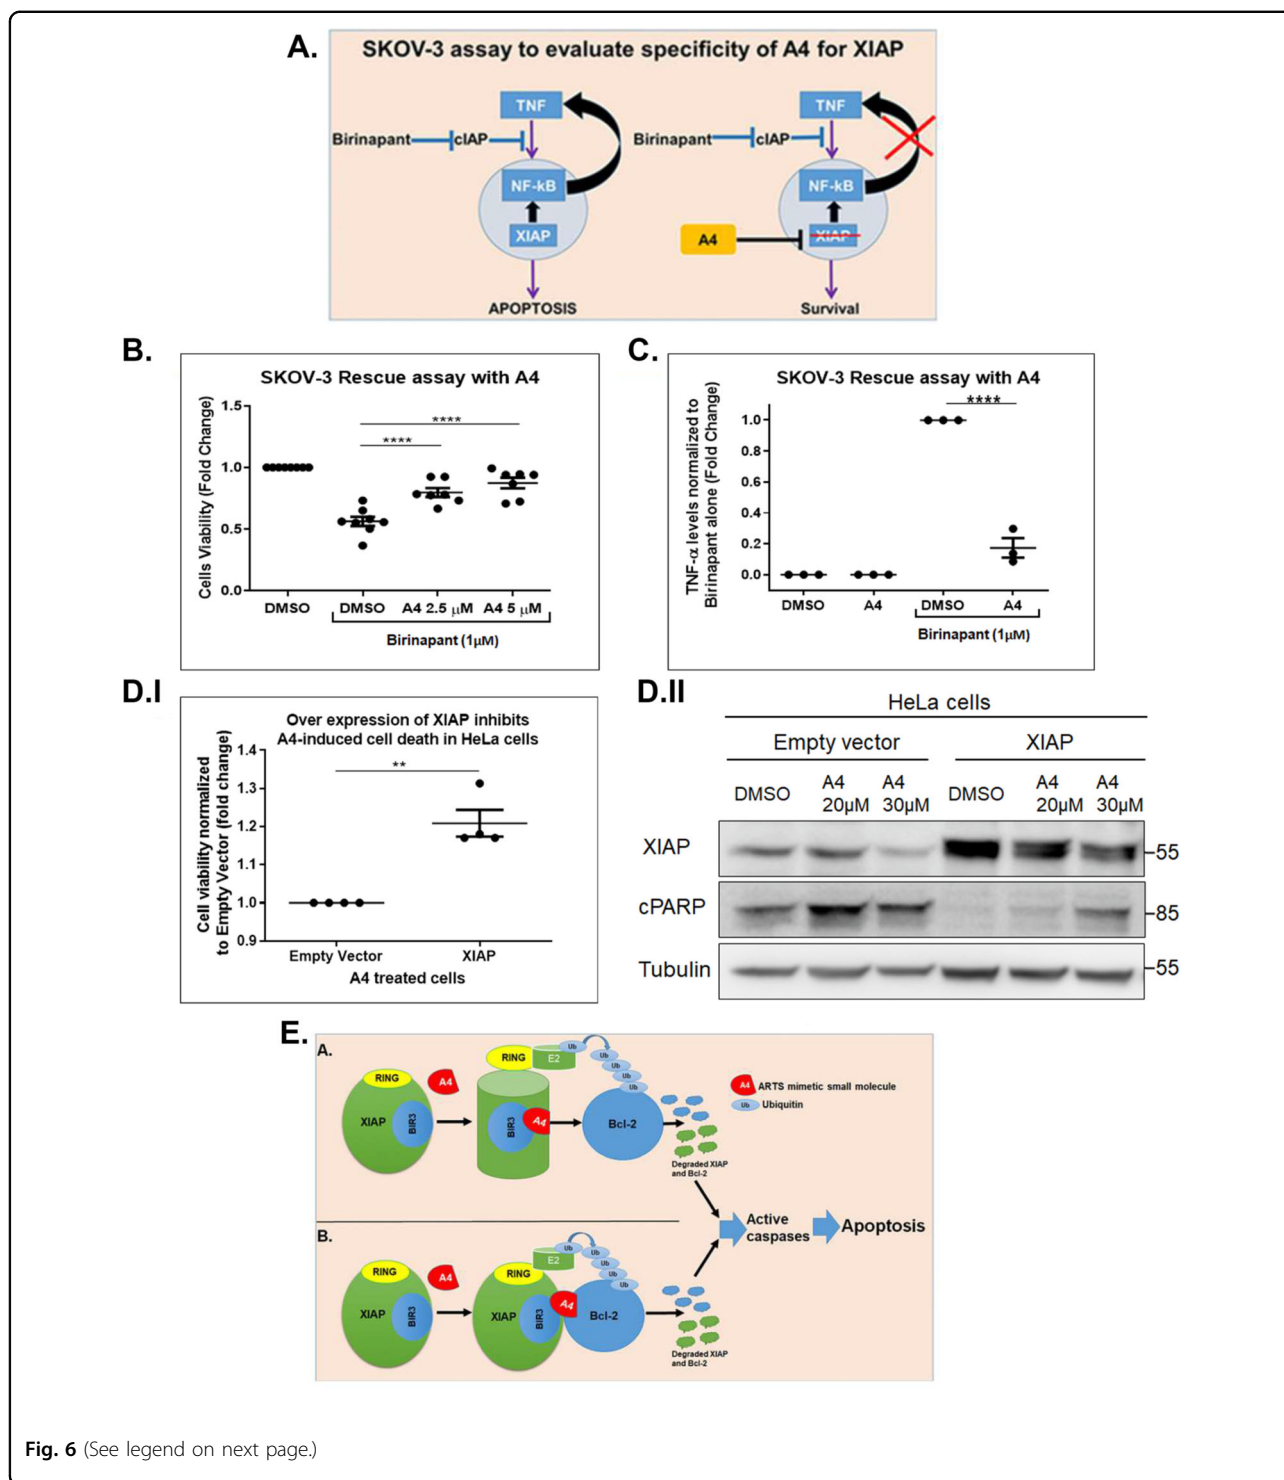 A.
SKOV-3 assay to evaluate specificity of A4 for XIAP
TNF
Birinapant
cIAP
NF-kB
XIAP
APOPTOSIS
TNF
Birinapant
cIAP
NF-kB
A4
XIAP
Survival
B.
SKOV-3 Rescue assay with A4
Cells Viability (Fold Change)
1.5
1.0
0.5
0.0
****
****
DMSO
DMSO
A4 2.5 μM
A4 5 μM
Birinapant (1μM)
C.
SKOV-3 Rescue assay with A4
TNF-α levels normalized to
Birinapant alone (Fold Change)
1.0
0.8
0.6
0.4
0.2
0.0
****
DMSO
A4
DMSO
A4
Birinapant (1μM)
D.I
Over expression of XIAP inhibits
A4-induced cell death in HeLa cells
Cell viability normalized
to Empty Vector (fold change)
1.4
1.3
1.2
1.1
1.0
0.9
**
Empty Vector
XIAP
A4 treated cells
D.II
HeLa cells
Empty vector
XIAP
DMSO
A4
20μM
A4
30μM
DMSO
A4
20μM
A4
30μM
XIAP
-55
cPARP
-85
Tubulin
-55
E.
A.
RING
XIAP
BIR3
A4
RING
E2
Ub
Ub
Ub
Ub
Ub
BIR3
A4
Bcl-2
Degraded XIAP
and Bcl-2
A4
ARTS mimetic small molecule
Ub
Ubiquitin
Active
caspases
Apoptosis
B.
RING
XIAP
BIR3
A4
RING
E2
Ub
Ub
Ub
Ub
Ub
XIAP
BIR3
A4
Bcl-2
Degraded XIAP
and Bcl-2
Fig. 6 (See legend on next page.)